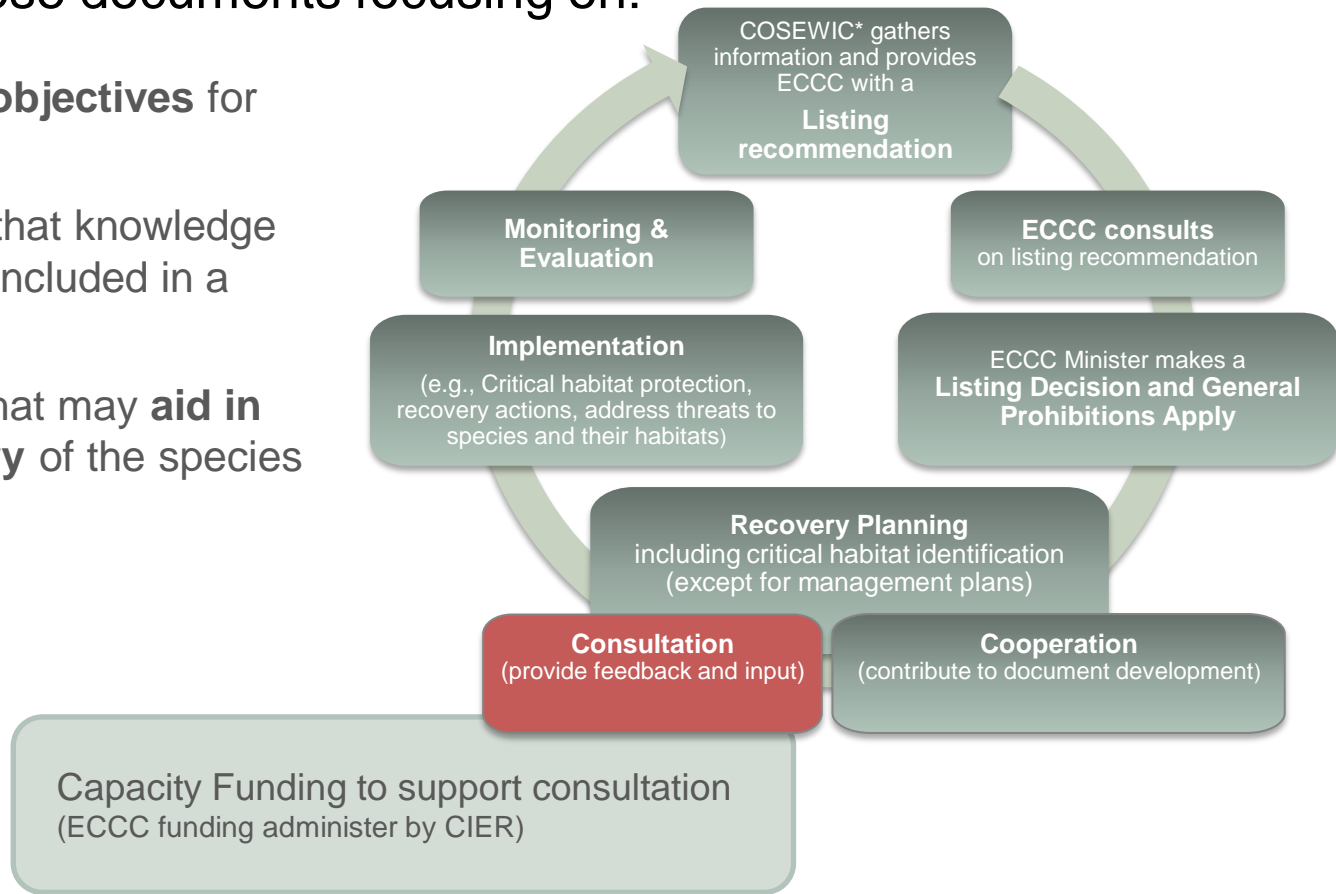 se documents focusing on:
objectives for
that knowledge
included in a
hat may aid in
ry of the species
COSEWIC* gathers
information and provides
ECCC with a
Listing
recommendation
ECCC consults
on listing recommendation
ECCC Minister makes a
Listing Decision and General
Prohibitions Apply
Recovery Planning
including critical habitat identification
(except for management plans)
Consultation
(provide feedback and input)
Cooperation
(contribute to document development)
Implementation
(e.g., Critical habitat protection,
recovery actions, address threats to
species and their habitats)
Monitoring &
Evaluation
Capacity Funding to support consultation
(ECCC funding administer by CIER)